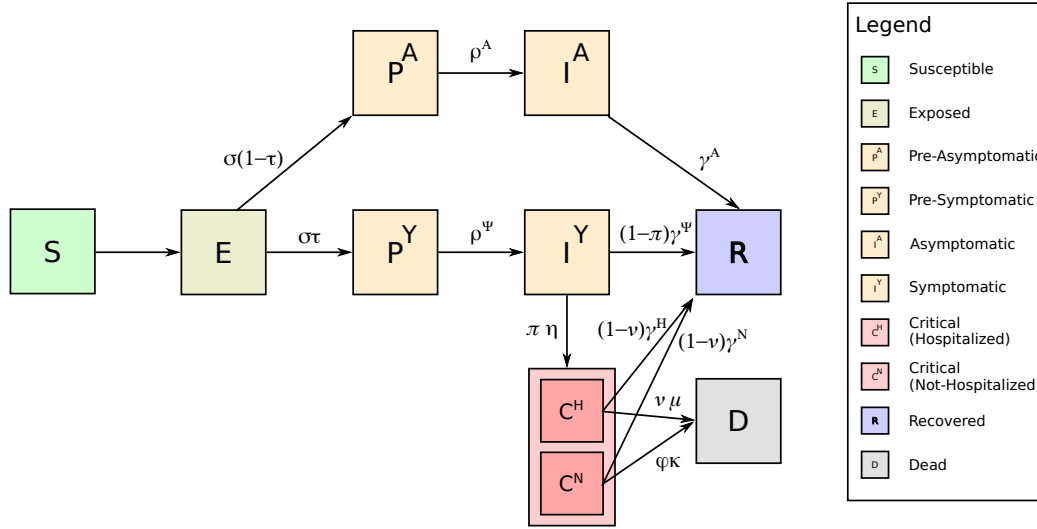 Legend
S Susceptible
E Exposed
P^A Pre-Asymptomatic
P^Y Pre-Symptomatic
I^A Asymptomatic
I^Y Symptomatic
C^H Critical
(Hospitalized)
C^N Critical
(Not-Hospitalized
R Recovered
D Dead
P^A
ρ^A
I^A
σ(1−τ)
γ^A
S
E
στ
P^Y
ρ^Ψ
I^Y
(1−π)γ^Ψ
R
π η
(1−ν)γ^H
(1−ν)γ^N
C^H
ν μ
D
C^N
φκ